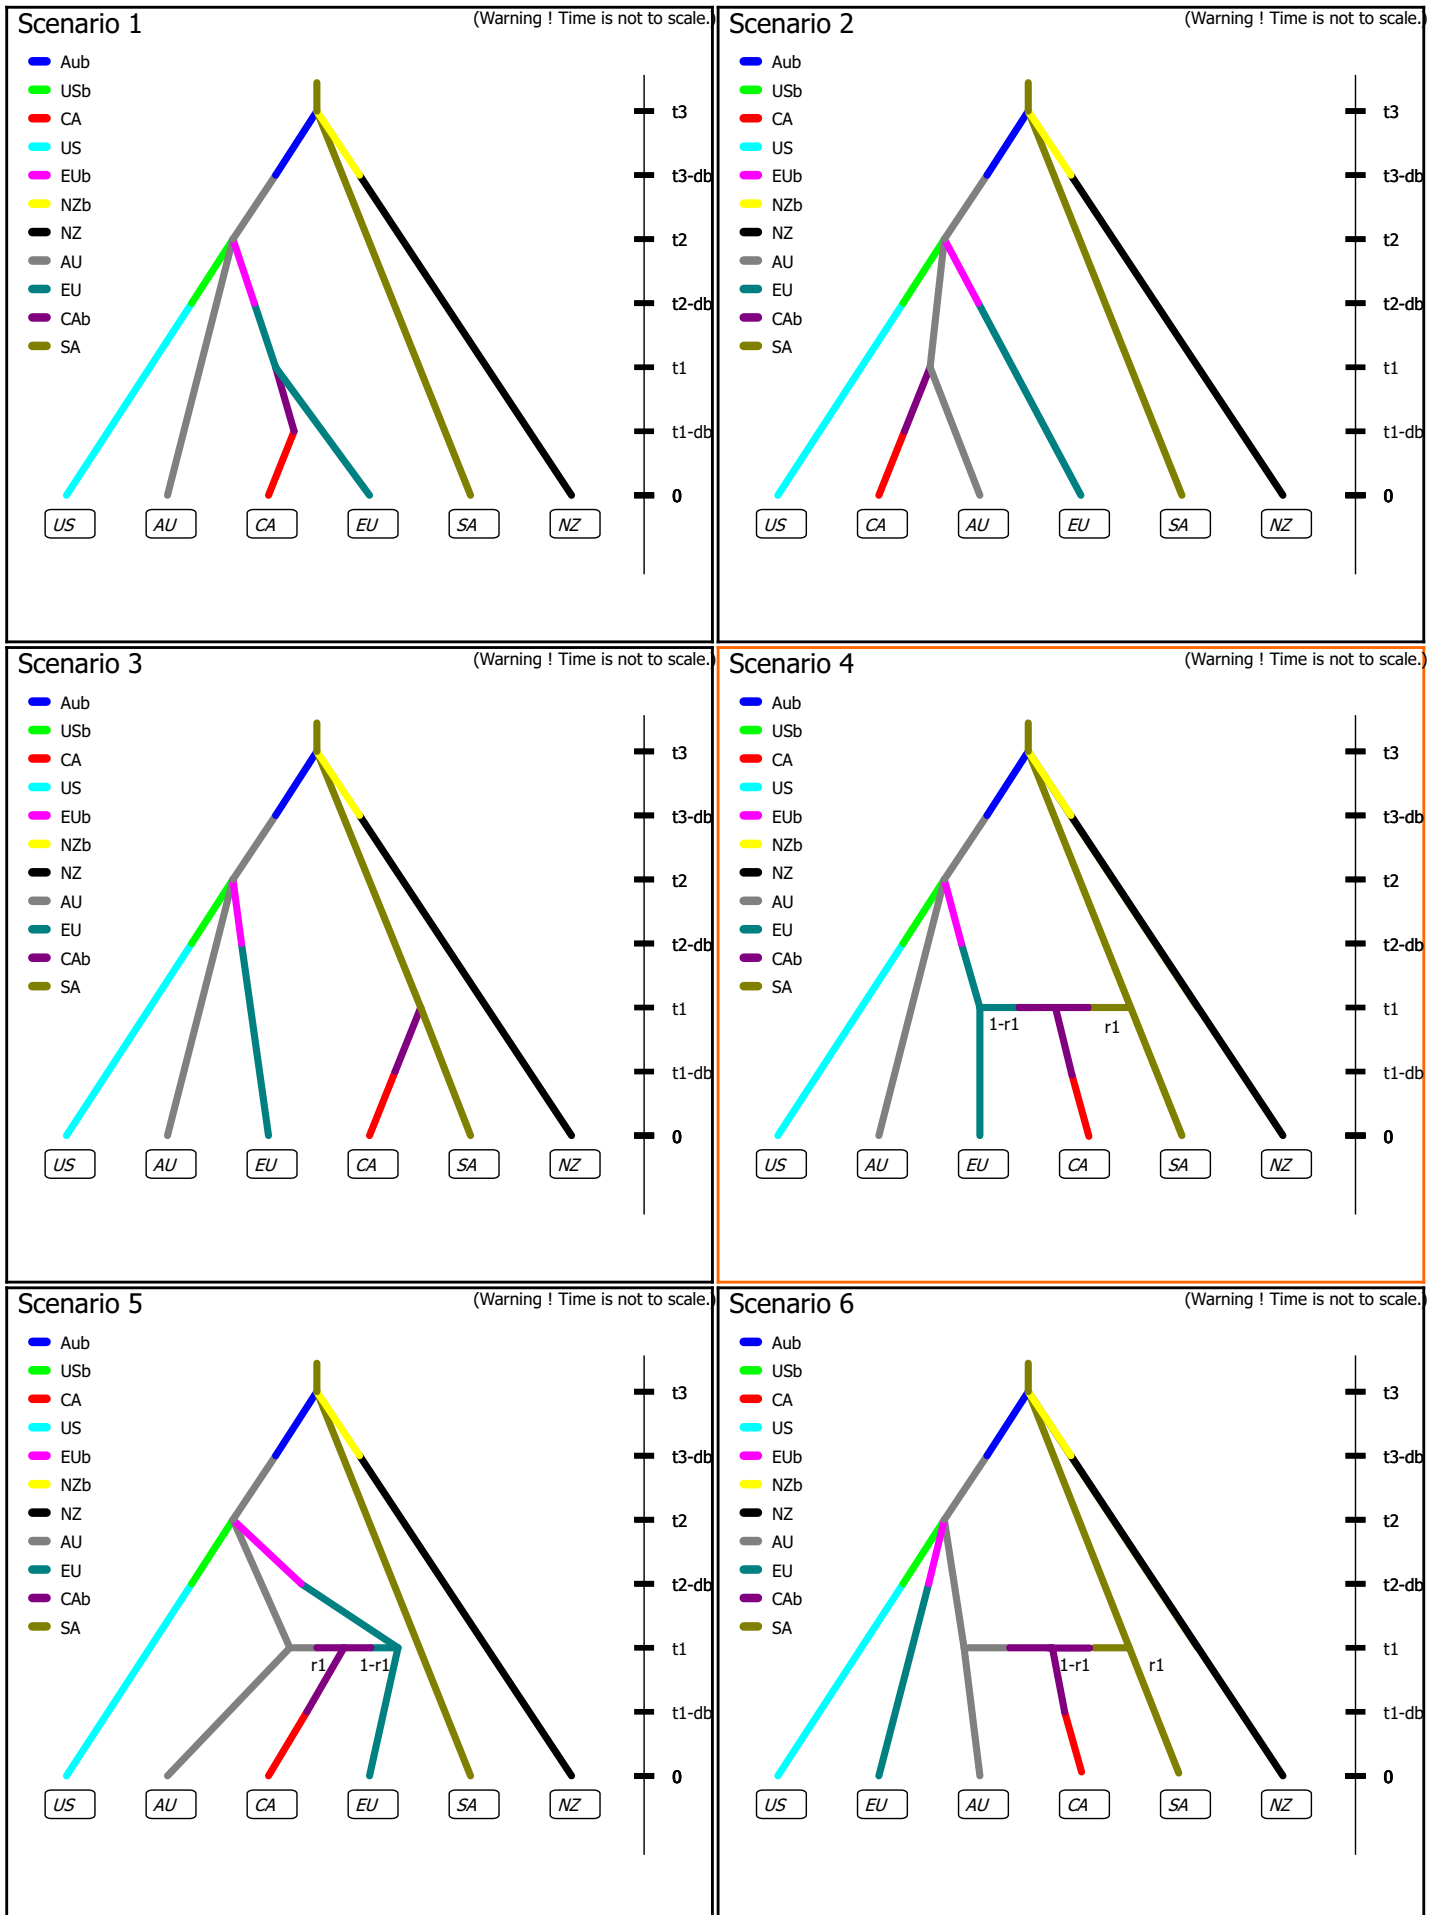 Scenario 1
(Warning ! Time is not to scale.)
Aub
USb
CA
US
EUb
NZb
NZ
AU
EU
CAb
SA
t3
t3-db
t2
t2-db
t1
t1-db
0
US AU CA EU SA NZ
Scenario 2
(Warning ! Time is not to scale.)
Aub
USb
CA
US
EUb
NZb
NZ
AU
EU
CAb
SA
t3
t3-db
t2
t2-db
t1
t1-db
0
US CA AU EU SA NZ
Scenario 3
(Warning ! Time is not to scale.)
Aub
USb
CA
US
EUb
NZb
NZ
AU
EU
CAb
SA
t3
t3-db
t2
t2-db
t1
t1-db
0
US AU EU CA SA NZ
Scenario 4
(Warning ! Time is not to scale.)
Aub
USb
CA
US
EUb
NZb
NZ
AU
EU
CAb
SA
t3
t3-db
t2
t2-db
t1
1-r1 r1
t1-db
0
US AU EU CA SA NZ
Scenario 5
(Warning ! Time is not to scale.)
Aub
USb
CA
US
EUb
NZb
NZ
AU
EU
CAb
SA
t3
t3-db
t2
t2-db
t1
r1 1-r1
t1-db
0
US AU CA EU SA NZ
Scenario 6
(Warning ! Time is not to scale.)
Aub
USb
CA
US
EUb
NZb
NZ
AU
EU
CAb
SA
t3
t3-db
t2
t2-db
t1
1-r1 r1
t1-db
0
US EU AU CA SA NZ